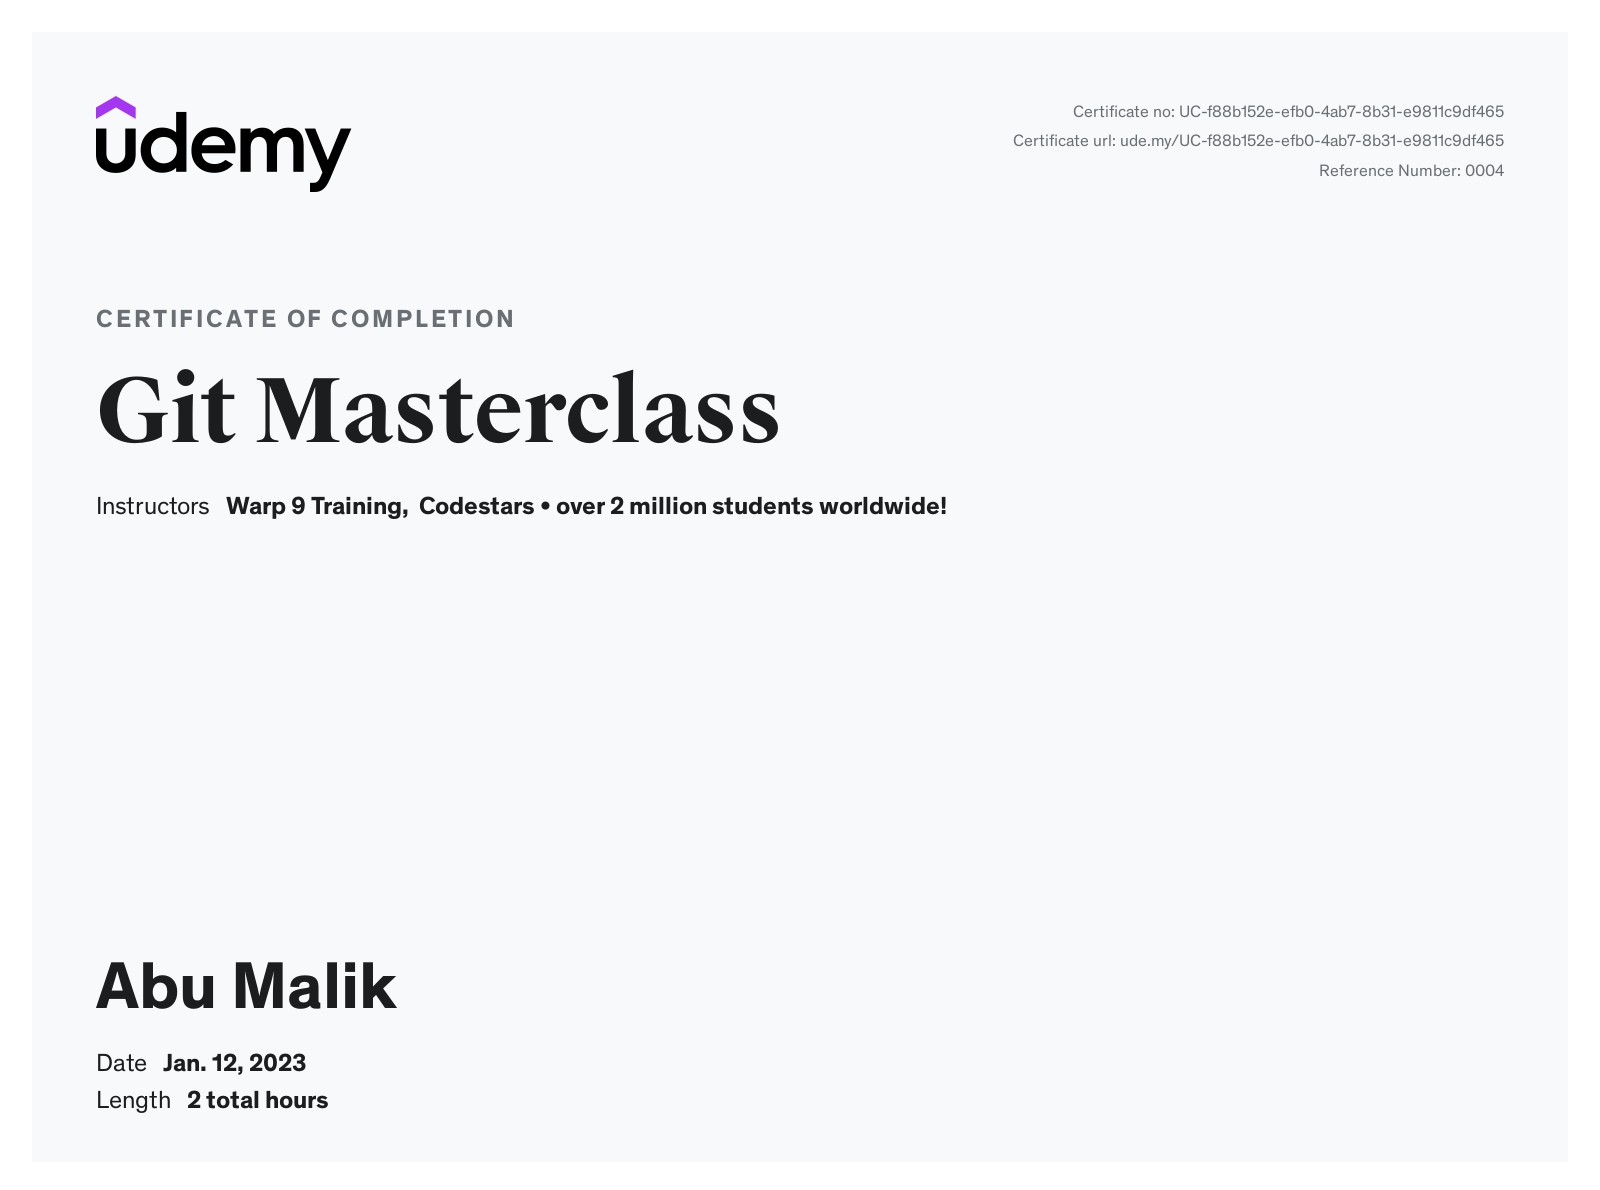 udemy
Certificate no: UC-f88b152e-efb0-4ab7-8b31-e9811c9df465
Certificate url: ude.my/UC-f88b152e-efb0-4ab7-8b31-e9811c9df465
Reference Number: 0004
CERTIFICATE OF COMPLETION
Git Masterclass
Instructors Warp 9 Training, Codestars • over 2 million students worldwide!
Abu Malik
Date Jan. 12, 2023
Length 2 total hours